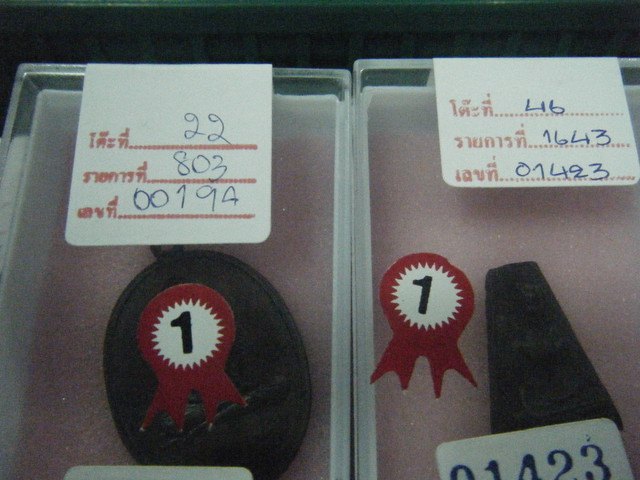 โต๊ะที่ 22
รายการที่ 803
เลขที่ 00194
1
โต๊ะที่ 46
รายการที่ 1643
เลขที่ 01423
1
01423